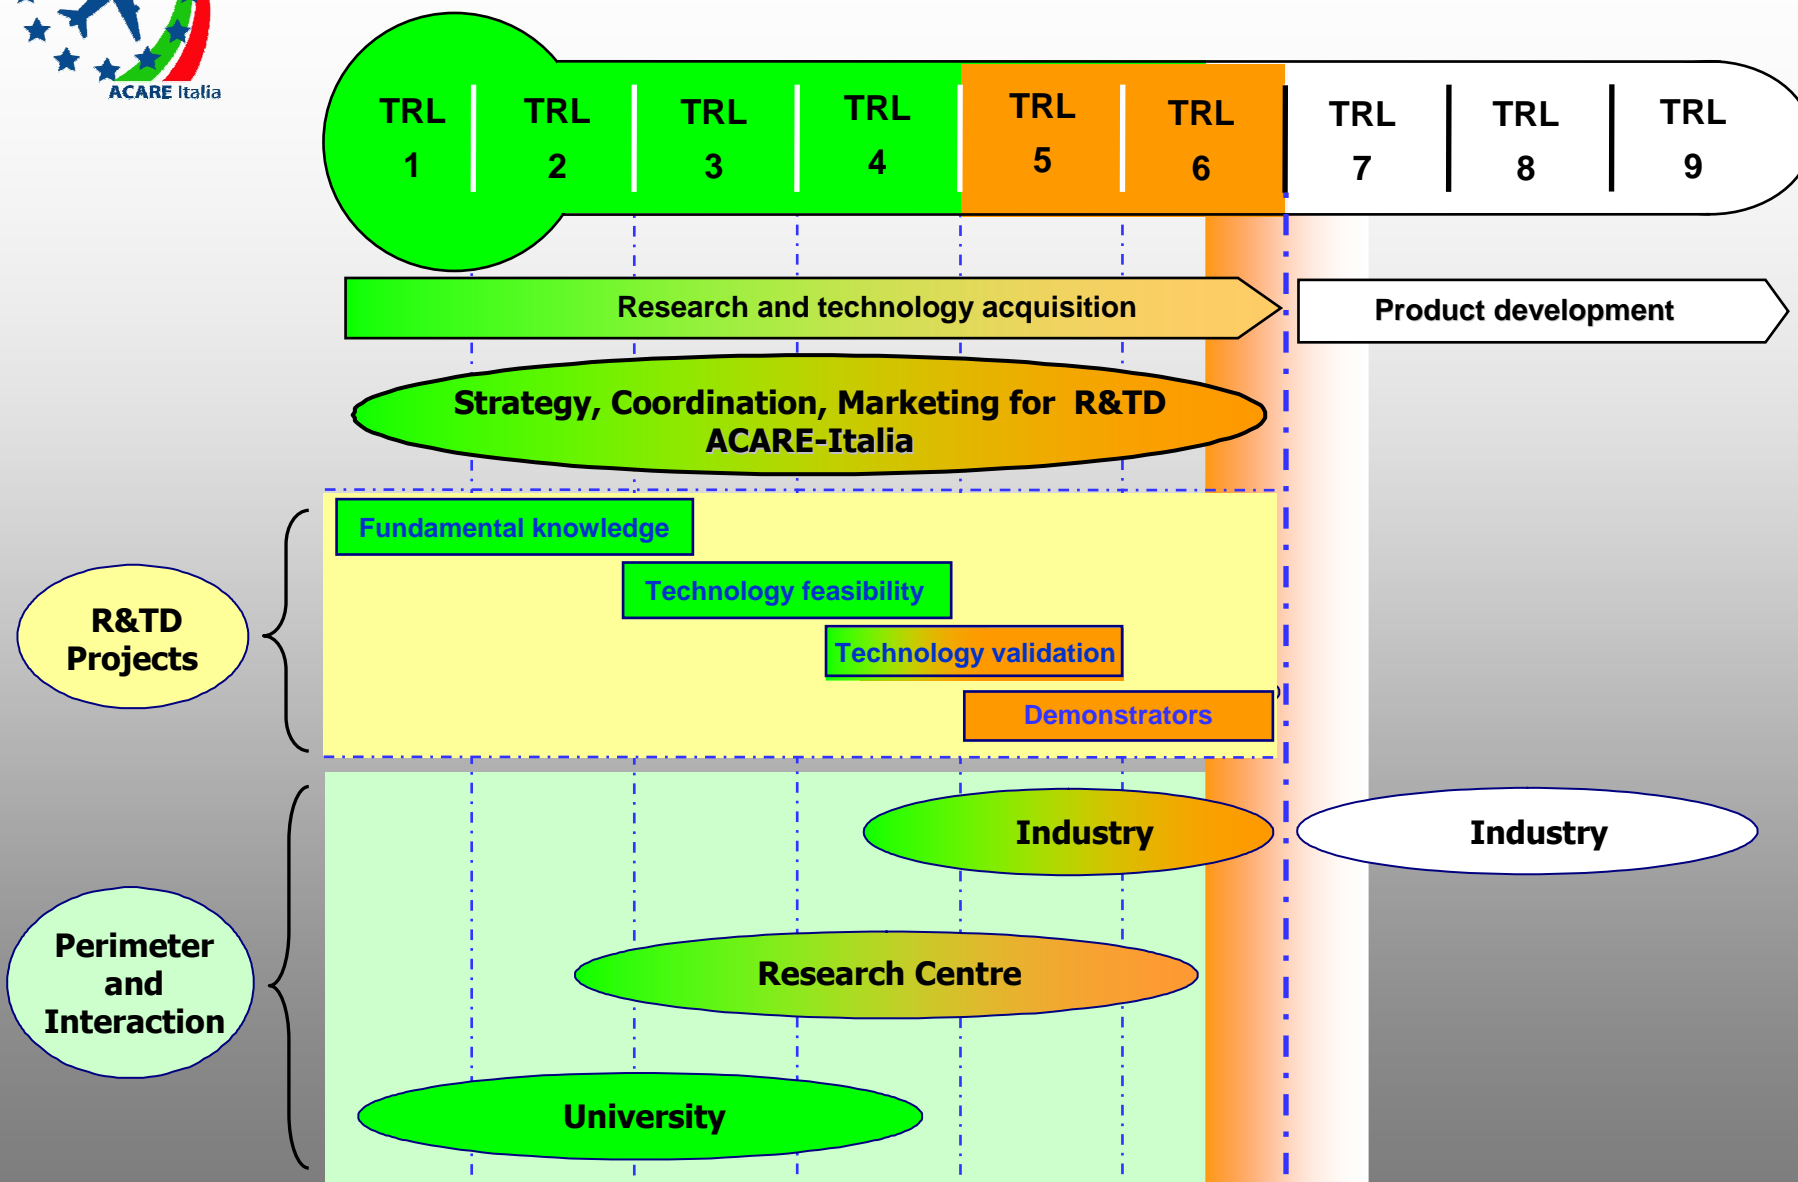 ACARE Italia
TRL TRL TRL TRL TRL TRL TRL TRL TRL
1 2 3 4 5 6 7 8 9
Research and technology acquisition
Product development
Strategy, Coordination, Marketing for R&TD
ACARE-Italia
Fundamental knowledge
Technology feasibility
Technology validation
Demonstrators
R&TD
Projects
Industry
Industry
Research Centre
University
Perimeter
and
Interaction